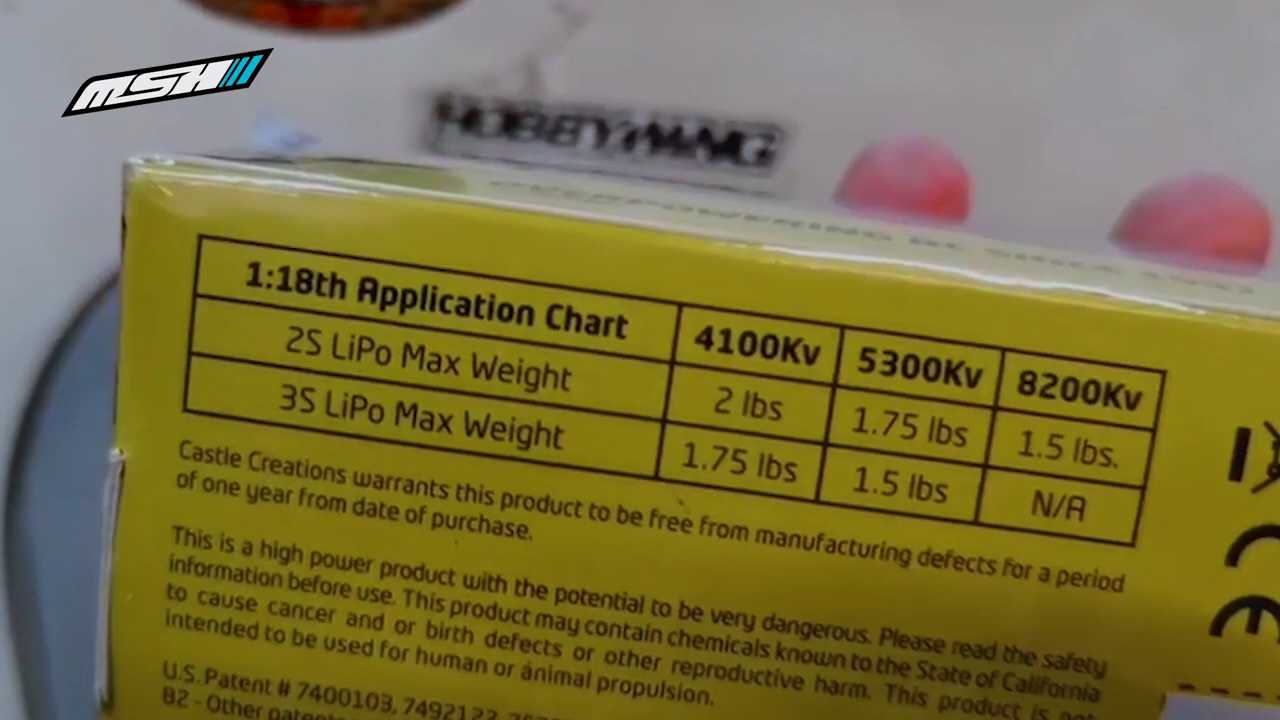 MSH
HOBBYWING
OVERPOWERING RC SINCE 1997
1:18th Application Chart 4100Kv 5300Kv 8200Kv
2S LiPo Max Weight 2 lbs 1.75 lbs 1.5 lbs.
3S LiPo Max Weight 1.75 lbs 1.5 lbs N/A
Castle Creations warrants this product to be free from manufacturing defects for a period
of one year from date of purchase.
This is a high power product with the potential to be very dangerous. Please read the safety
information before use. This product may contain chemicals known to the State of California
to cause cancer and or birth defects or other reproductive harm. This product is not
intended to be used for human or animal propulsion.
U.S. Patent # 7400103, 7492122,
B2 - Other
CE